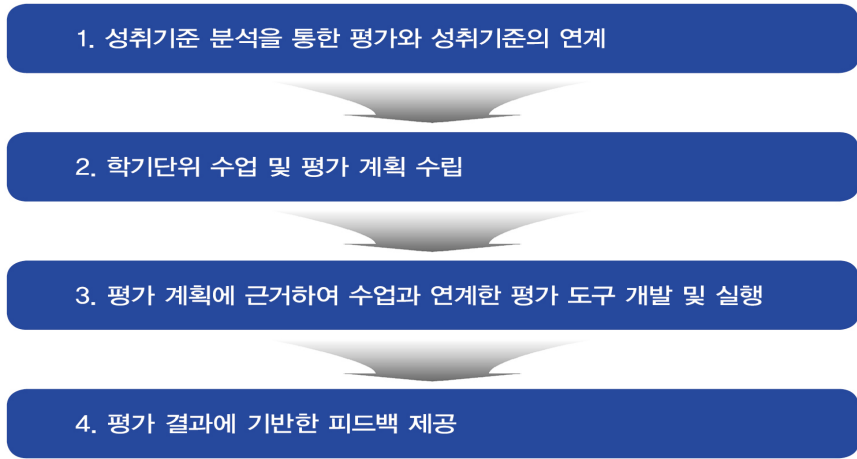 1. 성취기준 분석을 통한 평가와 성취기준의 연계
2. 학기단위 수업 및 평가 계획 수립
3. 평가 계획에 근거하여 수업과 연계한 평가 도구 개발 및 실행
4. 평가 결과에 기반한 피드백 제공